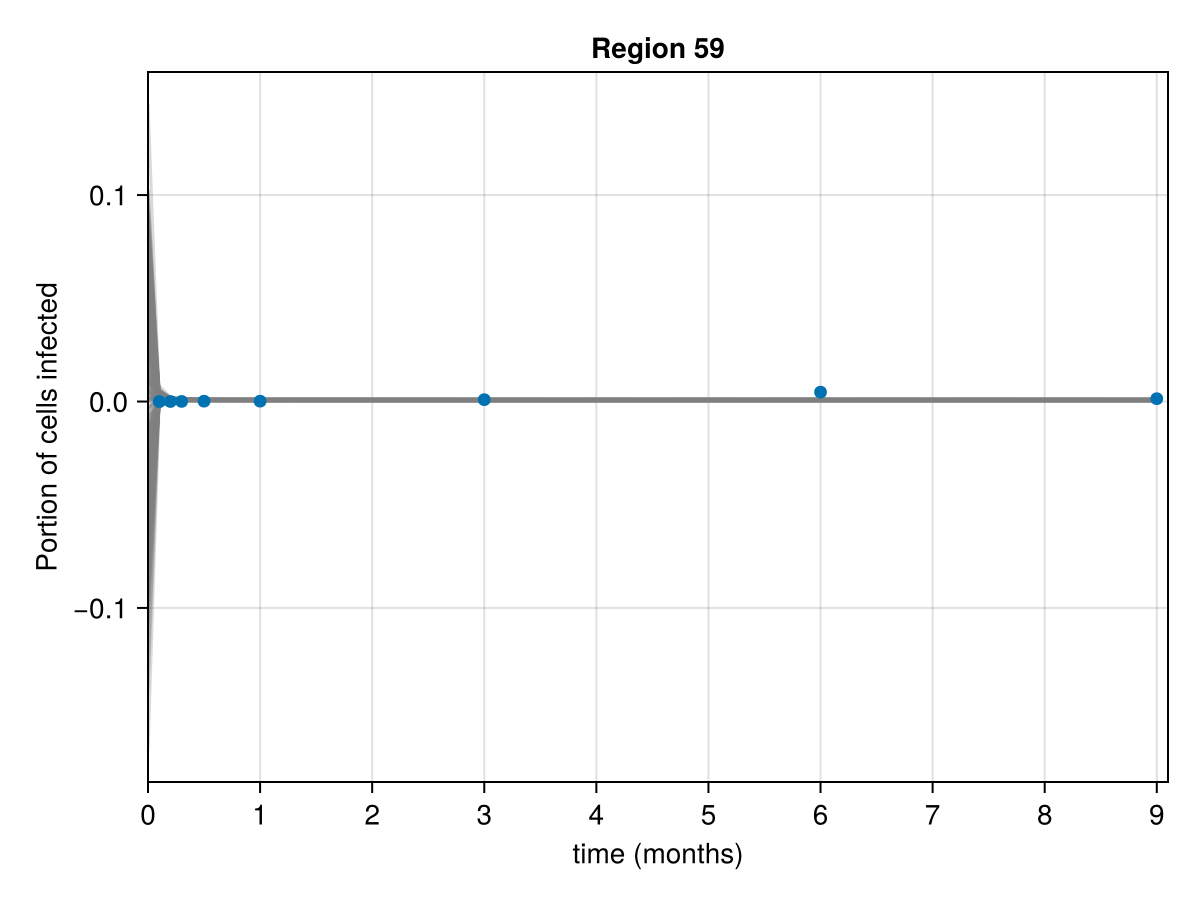 Region 59
Portion of cells infected
0.1
0.0
−0.1
0 1 2 3 4 5 6 7 8 9
time (months)